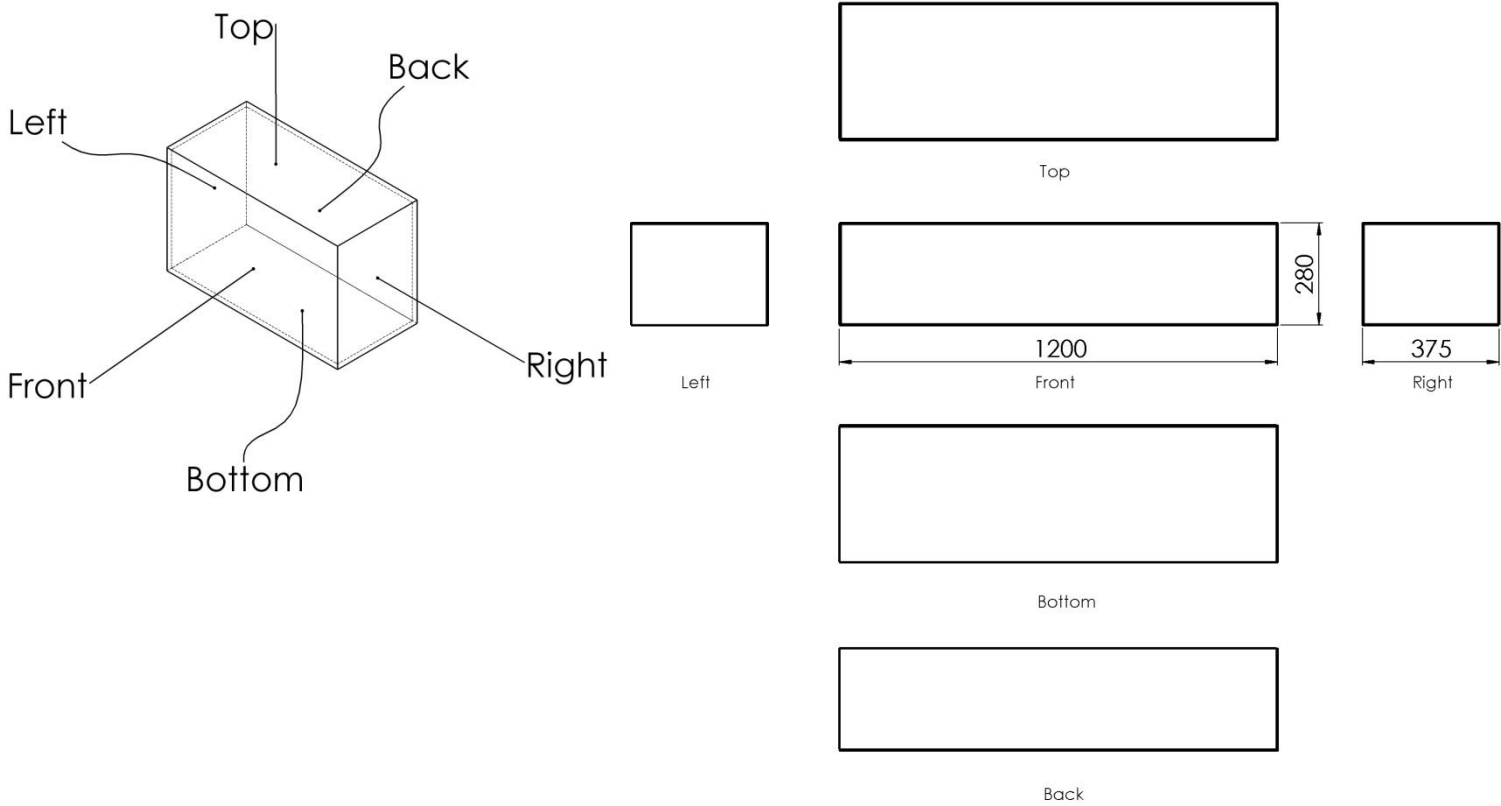 Top
Back
Left
Front
Right
Bottom
Top
280
1200
375
Left
Front
Right
Bottom
Back